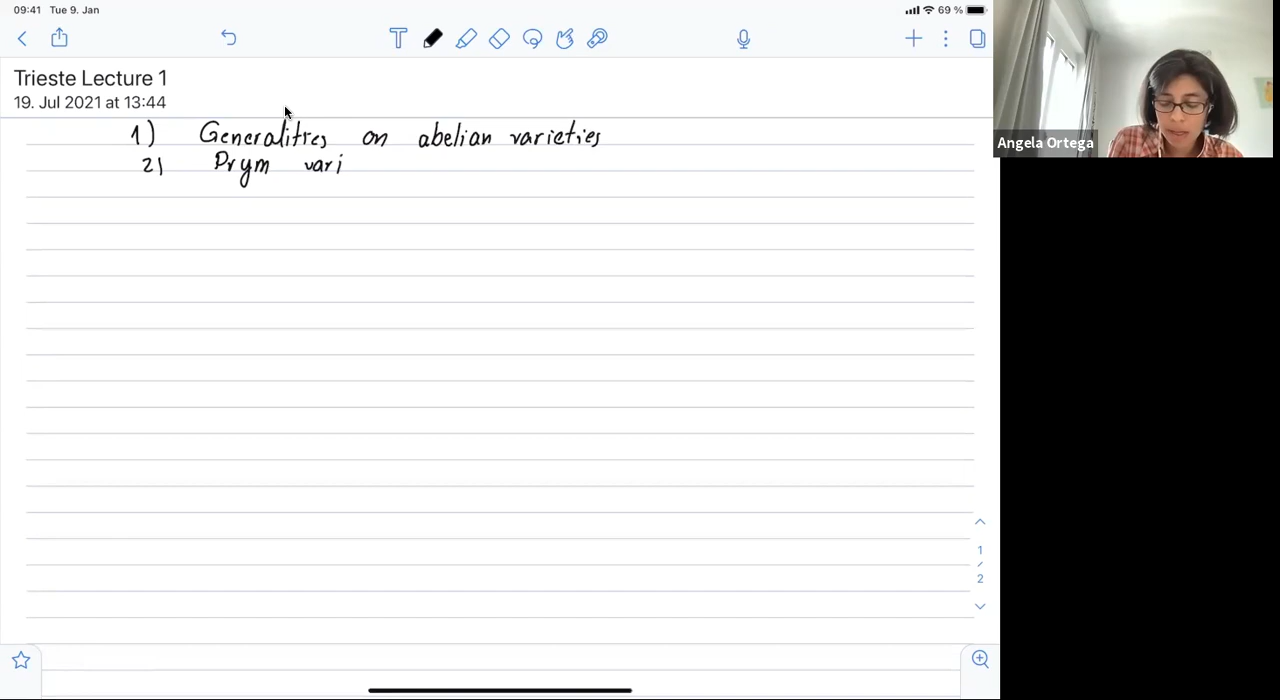 09:41 Tue 9. Jan
69 %
Trieste Lecture 1
19. Jul 2021 at 13:44
1) Generalities on abelian varieties
2) Prym vari
Angela Ortega
1
2